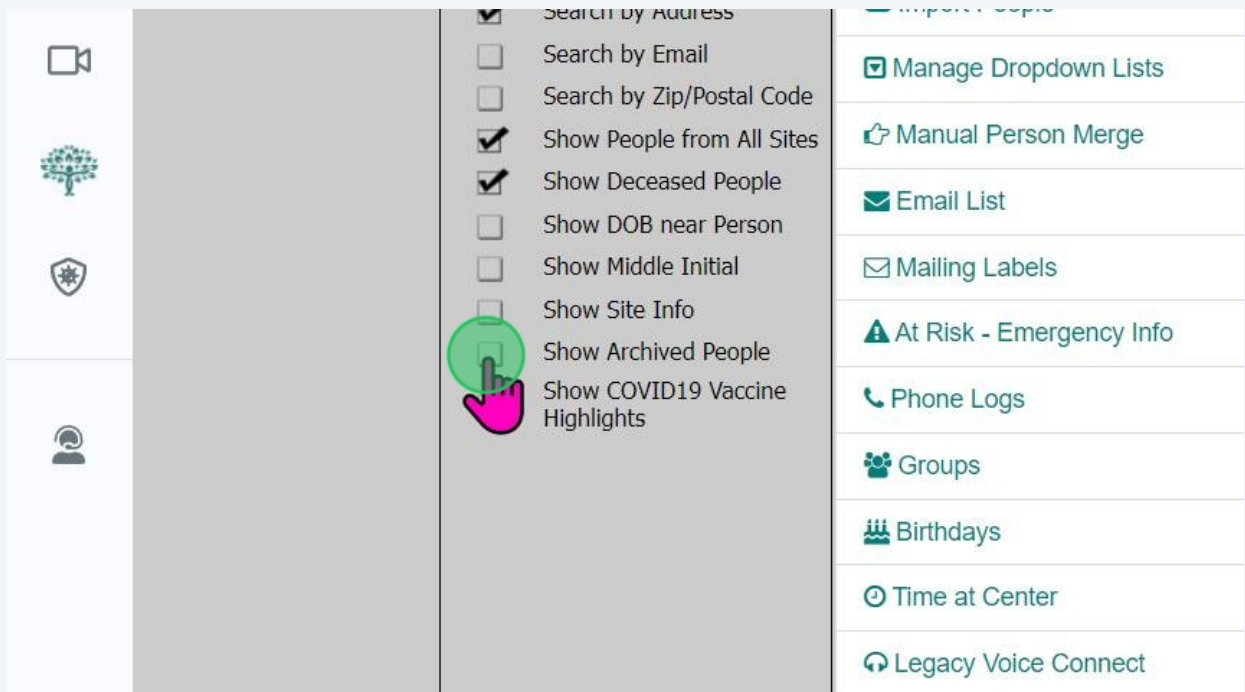 Search by Address
Search by Email
Search by Zip/Postal Code
Show People from All Sites
Show Deceased People
Show DOB near Person
Show Middle Initial
Show Site Info
Show Archived People
Show COVID19 Vaccine
Highlights
Import People
Manage Dropdown Lists
Manual Person Merge
Email List
Mailing Labels
At Risk - Emergency Info
Phone Logs
Groups
Birthdays
Time at Center
Legacy Voice Connect